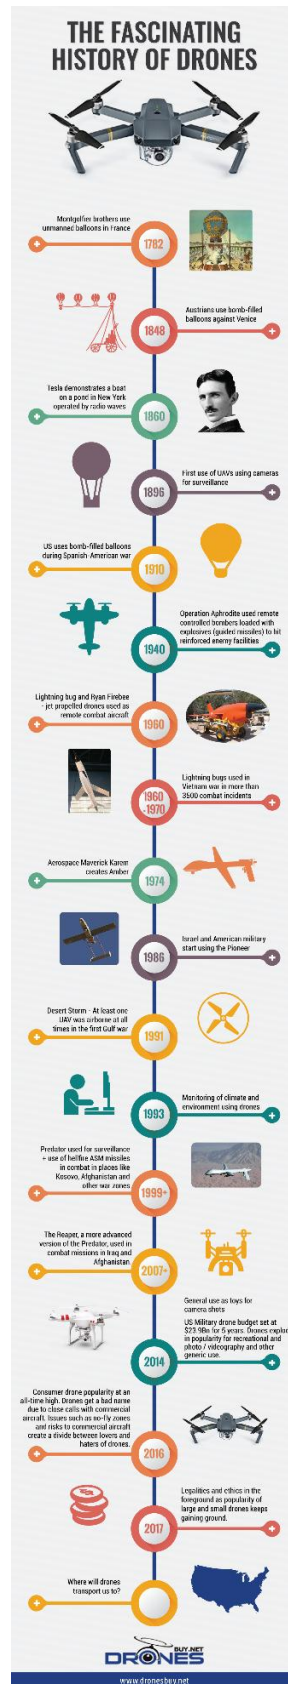 THE FASCINATING
HISTORY OF DRONES
Montgolfier brothers use
unmanned balloons in France
1782
Austrians use bomb-filled
balloons against Venice
1848
Tesla demonstrates a boat
on a pond in New York
operated by radio waves
1860
First use of UAVs using cameras
for surveillance
1896
US uses bomb-filled balloons
during Spanish-American war
1910
Operation Aphrodite used remote
controlled bombers loaded with
explosives (guided missiles) to hit
reinforced enemy facilities
1940
Lightning bug and Ryan Firebee
- jet propelled drones used as
remote combat aircraft
1960
Lightning bugs used in
Vietnam war in more than
3500 combat incidents
1960
-1970
Aerospace Maverick Karem
creates Amber
1974
Israel and American military
start using the Pioneer
1986
Desert Storm - At least one
UAV was airborne at all
times in the first Gulf war
1991
Monitoring of climate and
environment using drones
1993
Predator used for surveillance
+ use of hellfire ASM missiles
in combat in places like
Kosovo, Afghanistan and
other war zones
1999+
The Reaper, a more advanced
version of the Predator, used in
combat missions in Iraq and
Afghanistan
2007+
General use as toys for
camera shots
US Military drone budget set at
$23.9Bn for 5 years. Drones explod
in popularity for recreational and
photo / videography and other
generic use.
2014
Consumer drone popularity at an
all-time high. Drones get a bad name
due to close calls with commercial
aircraft. Issues such as no-fly zones
and risks to commercial aircraft
create a divide between lovers and
haters of drones.
2016
Legalities and ethics in the
foreground as popularity of
large and small drones keeps
gaining ground.
2017
Where will drones
transport us to?
BUY.NET
DRONES
www.dronesbuy.net